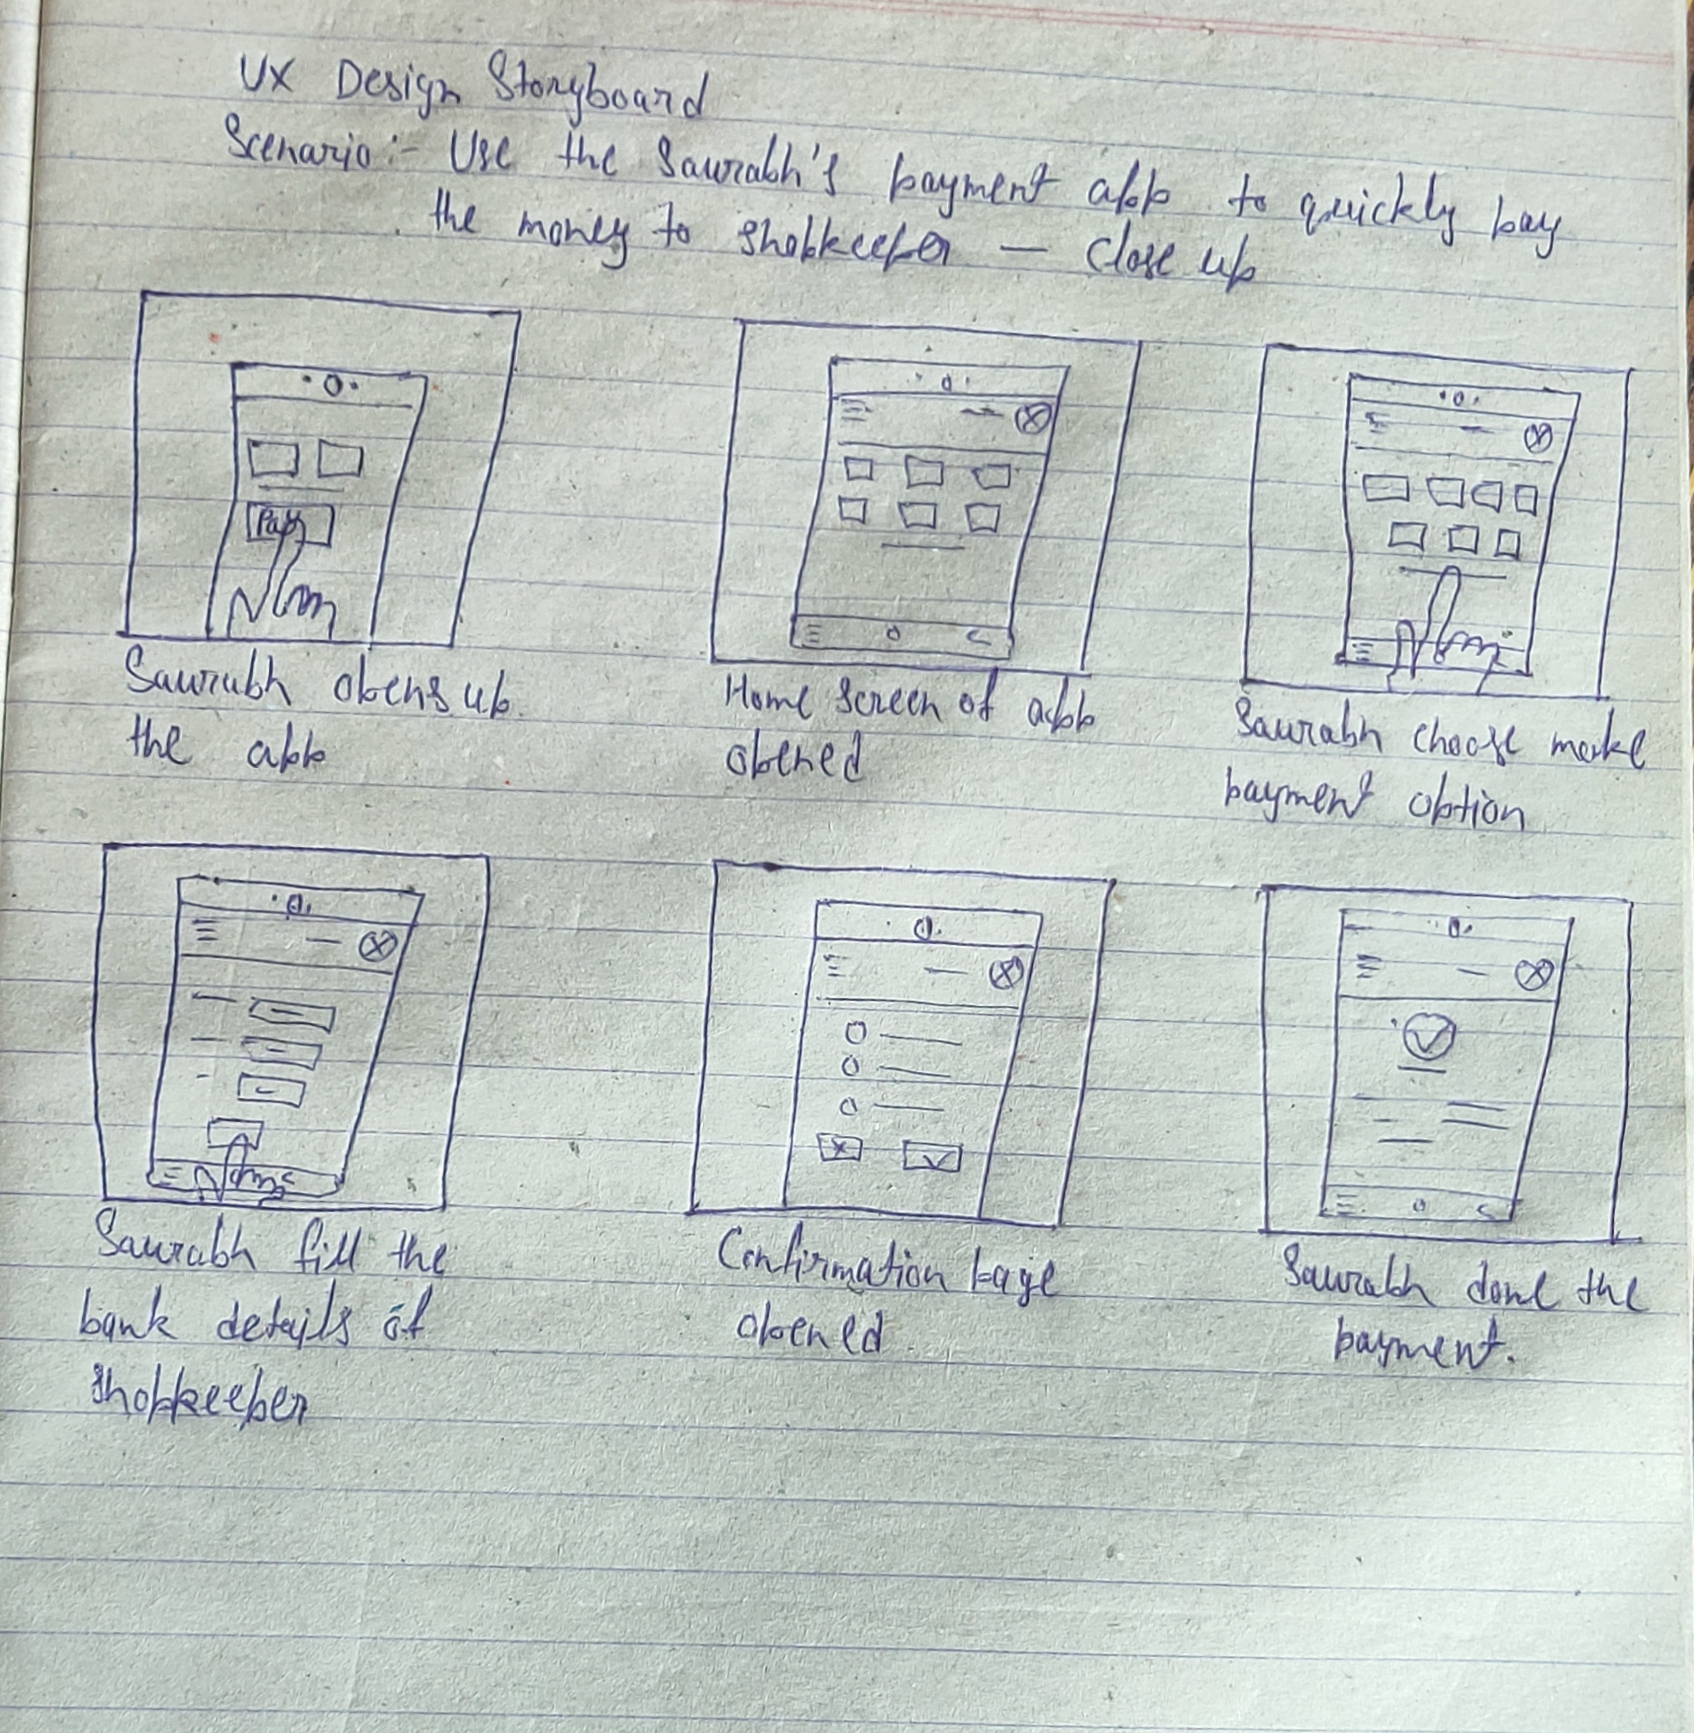 UX Design Storyboard
Scenario :- Use the Saurabh's payment app to quickly pay
the money to shopkeeper — Close up
Pay
Saurabh opens up
the app
Home screen of app
opened
Saurabh choose make
payment option
Saurabh fill the
bank details of
shopkeeper
Confirmation page
opened
Saurabh done the
payment.